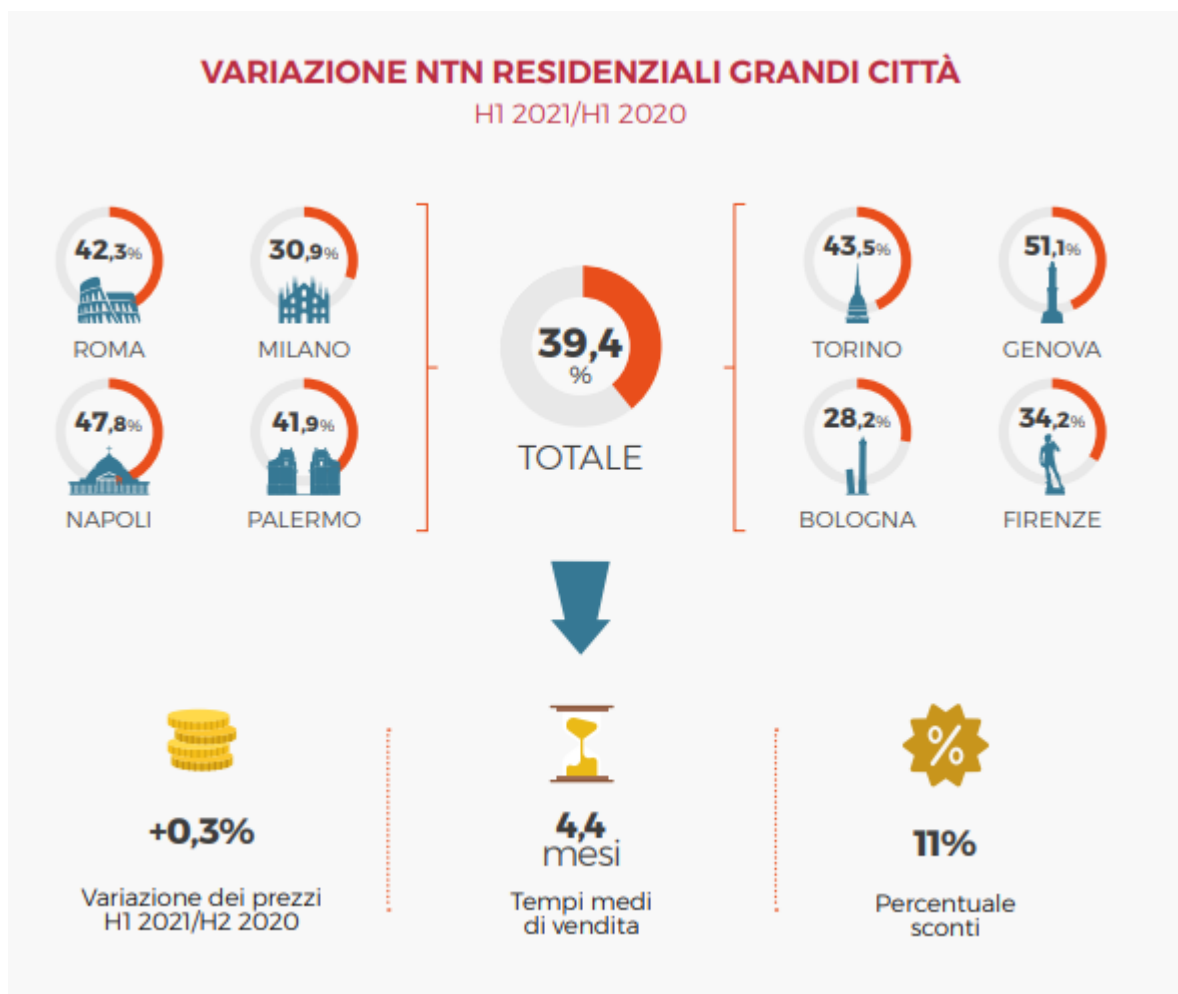 VARIAZIONE NTN RESIDENZIALI GRANDI CITTÀ
H1 2021/H1 2020
42,3%
ROMA
30,9%
MILANO
47,8%
NAPOLI
41,9%
PALERMO
39,4
%
TOTALE
43,5%
TORINO
51,1%
GENOVA
28,2%
BOLOGNA
34,2%
FIRENZE
+0,3%
Variazione dei prezzi
H1 2021/H2 2020
4,4
mesi
Tempi medi
di vendita
%
11%
Percentuale
sconti